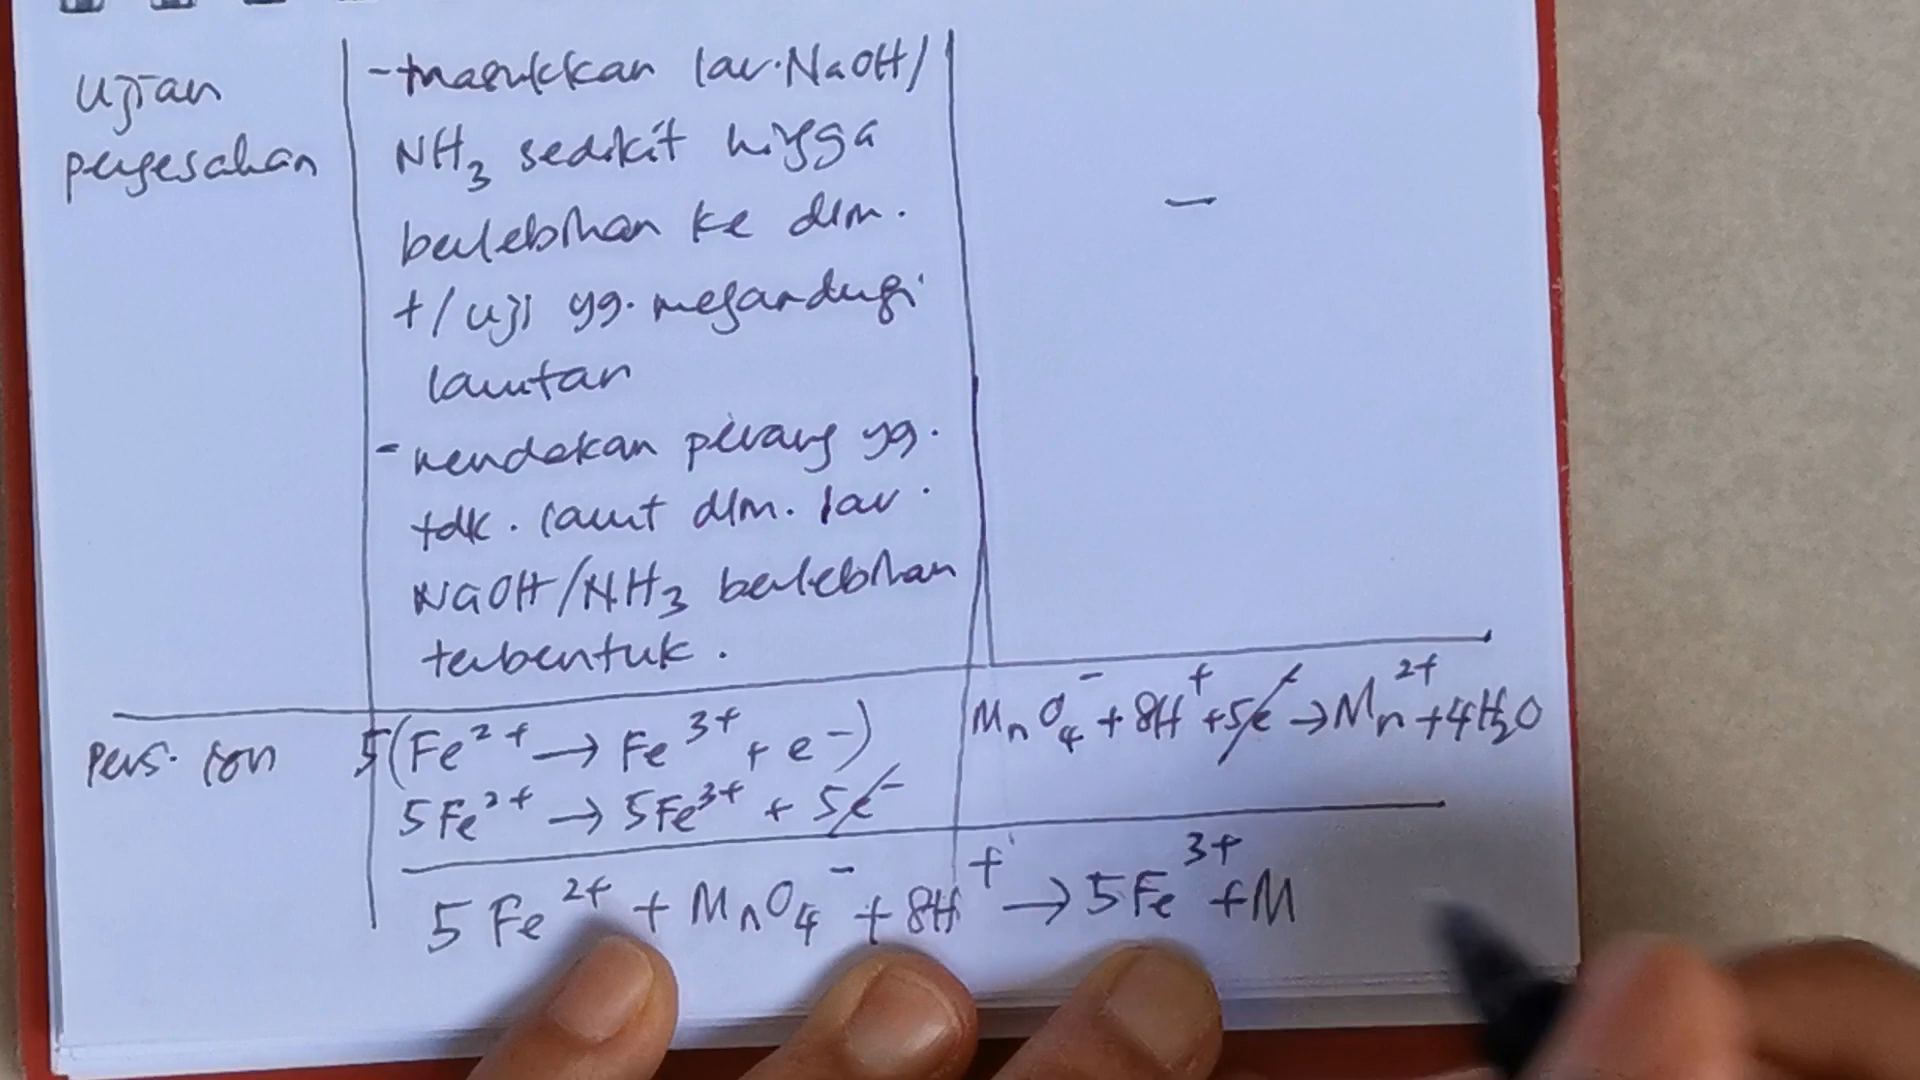 Ujian
pengesahan
- masukkan lar. NaOH/
NH3 sedikit hingga
berlebihan ke dlm.
t/uji yg. mengandungi
larutan
- mendakan perang yg.
tdk. larut dlm. lar.
NaOH/NH3 berlebihan
terbentuk.
-
Pers. ion
5(Fe²⁺ → Fe³⁺ + e⁻)
5Fe²⁺ → 5Fe³⁺ + 5e⁻
MnO₄⁻ + 8H⁺ + 5e⁻ → Mn²⁺ + 4H₂O
5Fe²⁺ + MnO₄⁻ + 8H⁺ → 5Fe³⁺ + M